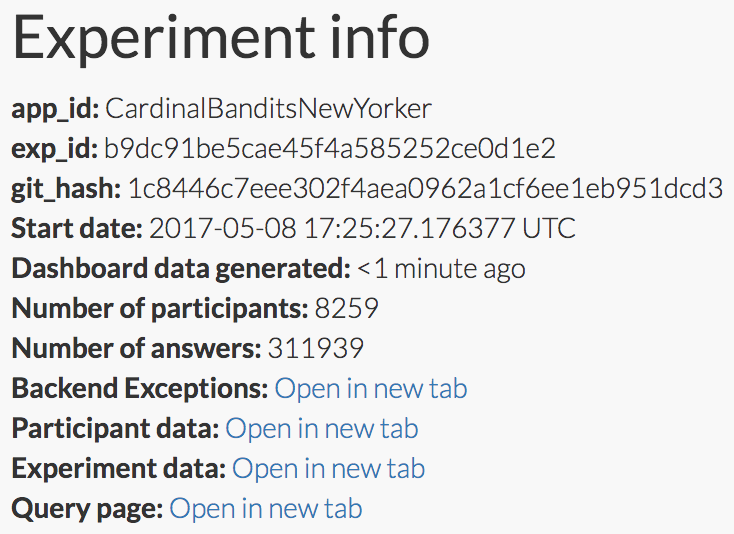 Experiment info
app_id: CardinalBanditsNewYorker
exp_id: b9dc91be5cae45f4a585252ce0d1e2
git_hash: 1c8446c7eee302f4aea0962a1cf6ee1eb951dcd3
Start date: 2017-05-08 17:25:27.176377 UTC
Dashboard data generated: <1 minute ago
Number of participants: 8259
Number of answers: 311939
Backend Exceptions: Open in new tab
Participant data: Open in new tab
Experiment data: Open in new tab
Query page: Open in new tab